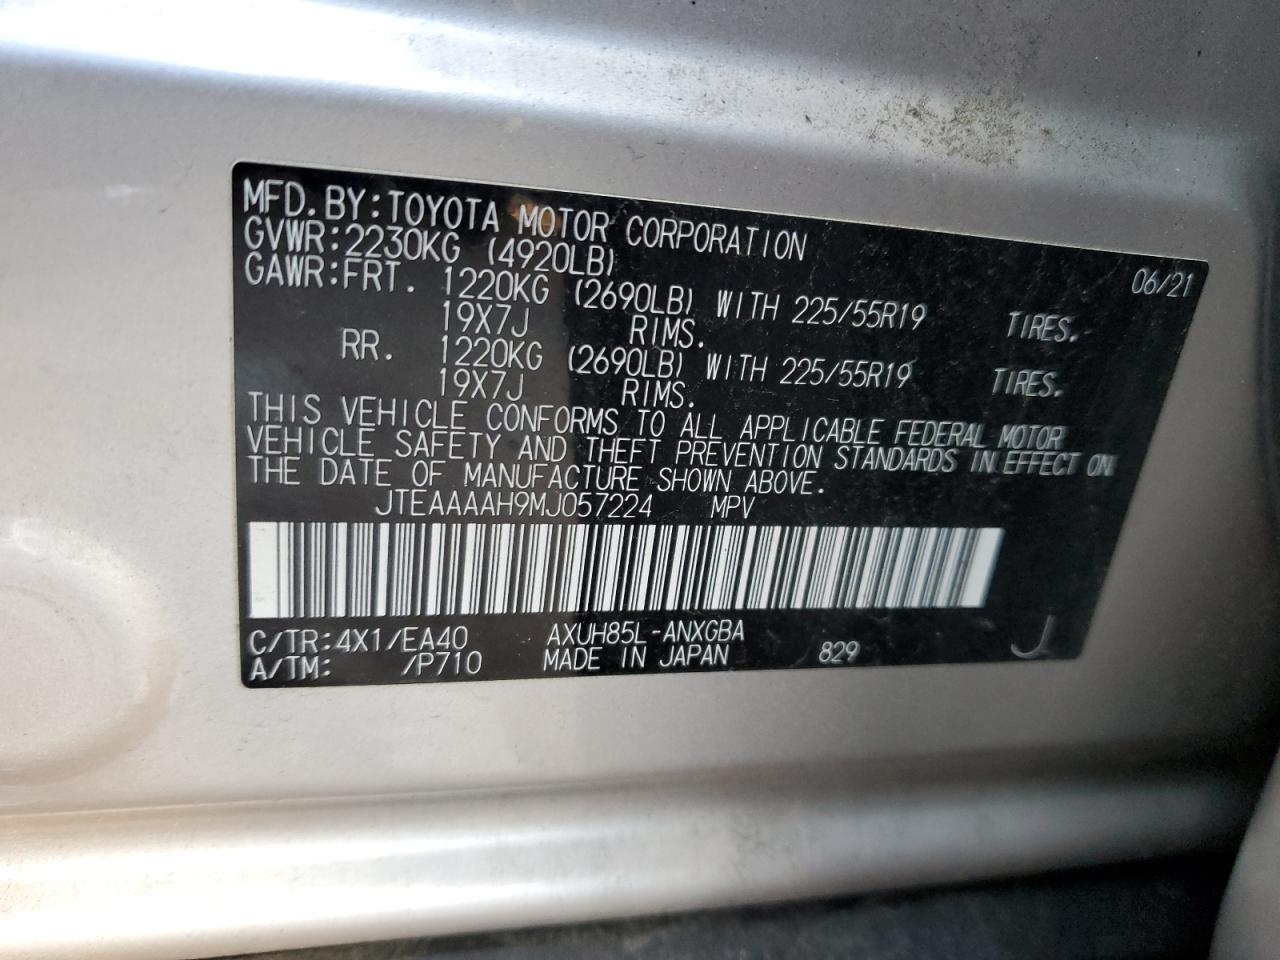 MFD.BY:TOYOTA MOTOR CORPORATION 06/21
GVWR:2230KG (4920LB)
GAWR:FRT. 1220KG (2690LB) WITH 225/55R19 TIRES.
19X7J RIMS.
RR. 1220KG (2690LB) WITH 225/55R19 TIRES.
19X7J RIMS.
THIS VEHICLE CONFORMS TO ALL APPLICABLE FEDERAL MOTOR
VEHICLE SAFETY AND THEFT PREVENTION STANDARDS IN EFFECT ON
THE DATE OF MANUFACTURE SHOWN ABOVE.
JTEAAAAH9MJ057224 MPV
C/TR:4X1/EA40 AXUH85L-ANXGBA
A/TM: /P710 MADE IN JAPAN 829 J